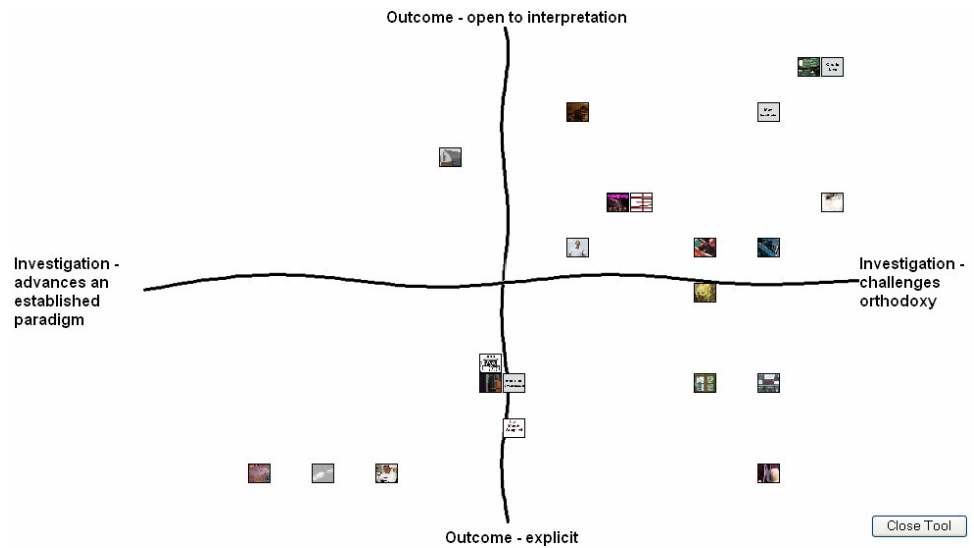 Outcome - open to interpretation
Investigation -
advances an
established
paradigm
Investigation -
challenges
orthodoxy
Outcome - explicit
Close Tool